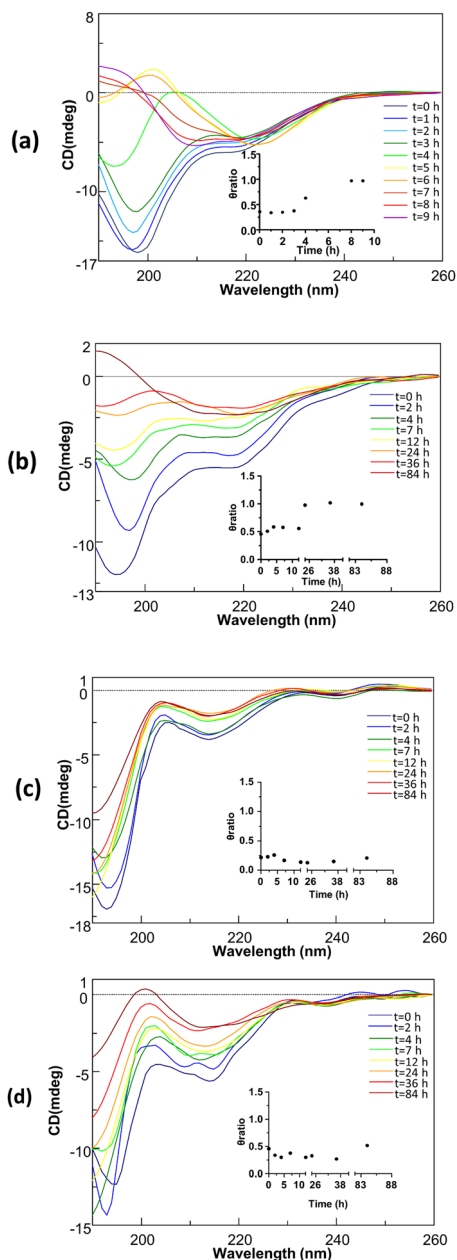 (a)
CD(mdeg)
8
0
-10
-17
200
220
240
260
Wavelength (nm)
t=0 h
t=1 h
t=2 h
t=3 h
t=4 h
t=5 h
t=6 h
t=7 h
t=8 h
t=9 h
θratio
1.5
1.0
0.5
0.0
0 2 4 6 8 10
Time (h)
(b)
CD(mdeg)
2
0
-5
-10
-13
200
220
240
260
Wavelength (nm)
t=0 h
t=2 h
t=4 h
t=7 h
t=12 h
t=24 h
t=36 h
t=84 h
θratio
1.5
1.0
0.5
0.0
0 5 10 26 38 83 88
Time (h)
(c)
CD(mdeg)
1
0
-5
-10
-15
-18
200
220
240
260
Wavelength (nm)
t=0 h
t=2 h
t=4 h
t=7 h
t=12 h
t=24 h
t=36 h
t=84 h
θratio
1.5
1.0
0.5
0.0
0 5 10 26 38 83 88
Time (h)
(d)
CD(mdeg)
1
0
-5
-10
-15
200
220
240
260
Wavelength (nm)
t=0 h
t=2 h
t=4 h
t=7 h
t=12 h
t=24 h
t=36 h
t=84 h
θratio
1.5
1.0
0.5
0.0
0 5 10 26 38 83 88
Time (h)